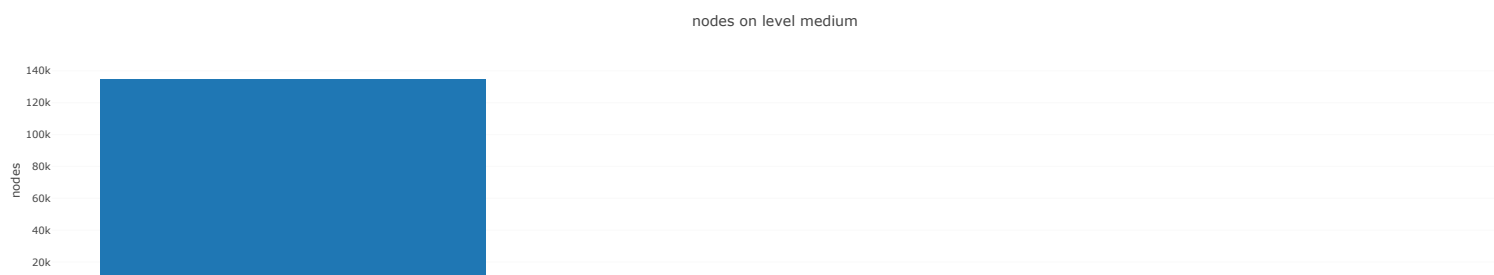 nodes on level medium
140k
120k
100k
80k
nodes
60k
40k
20k